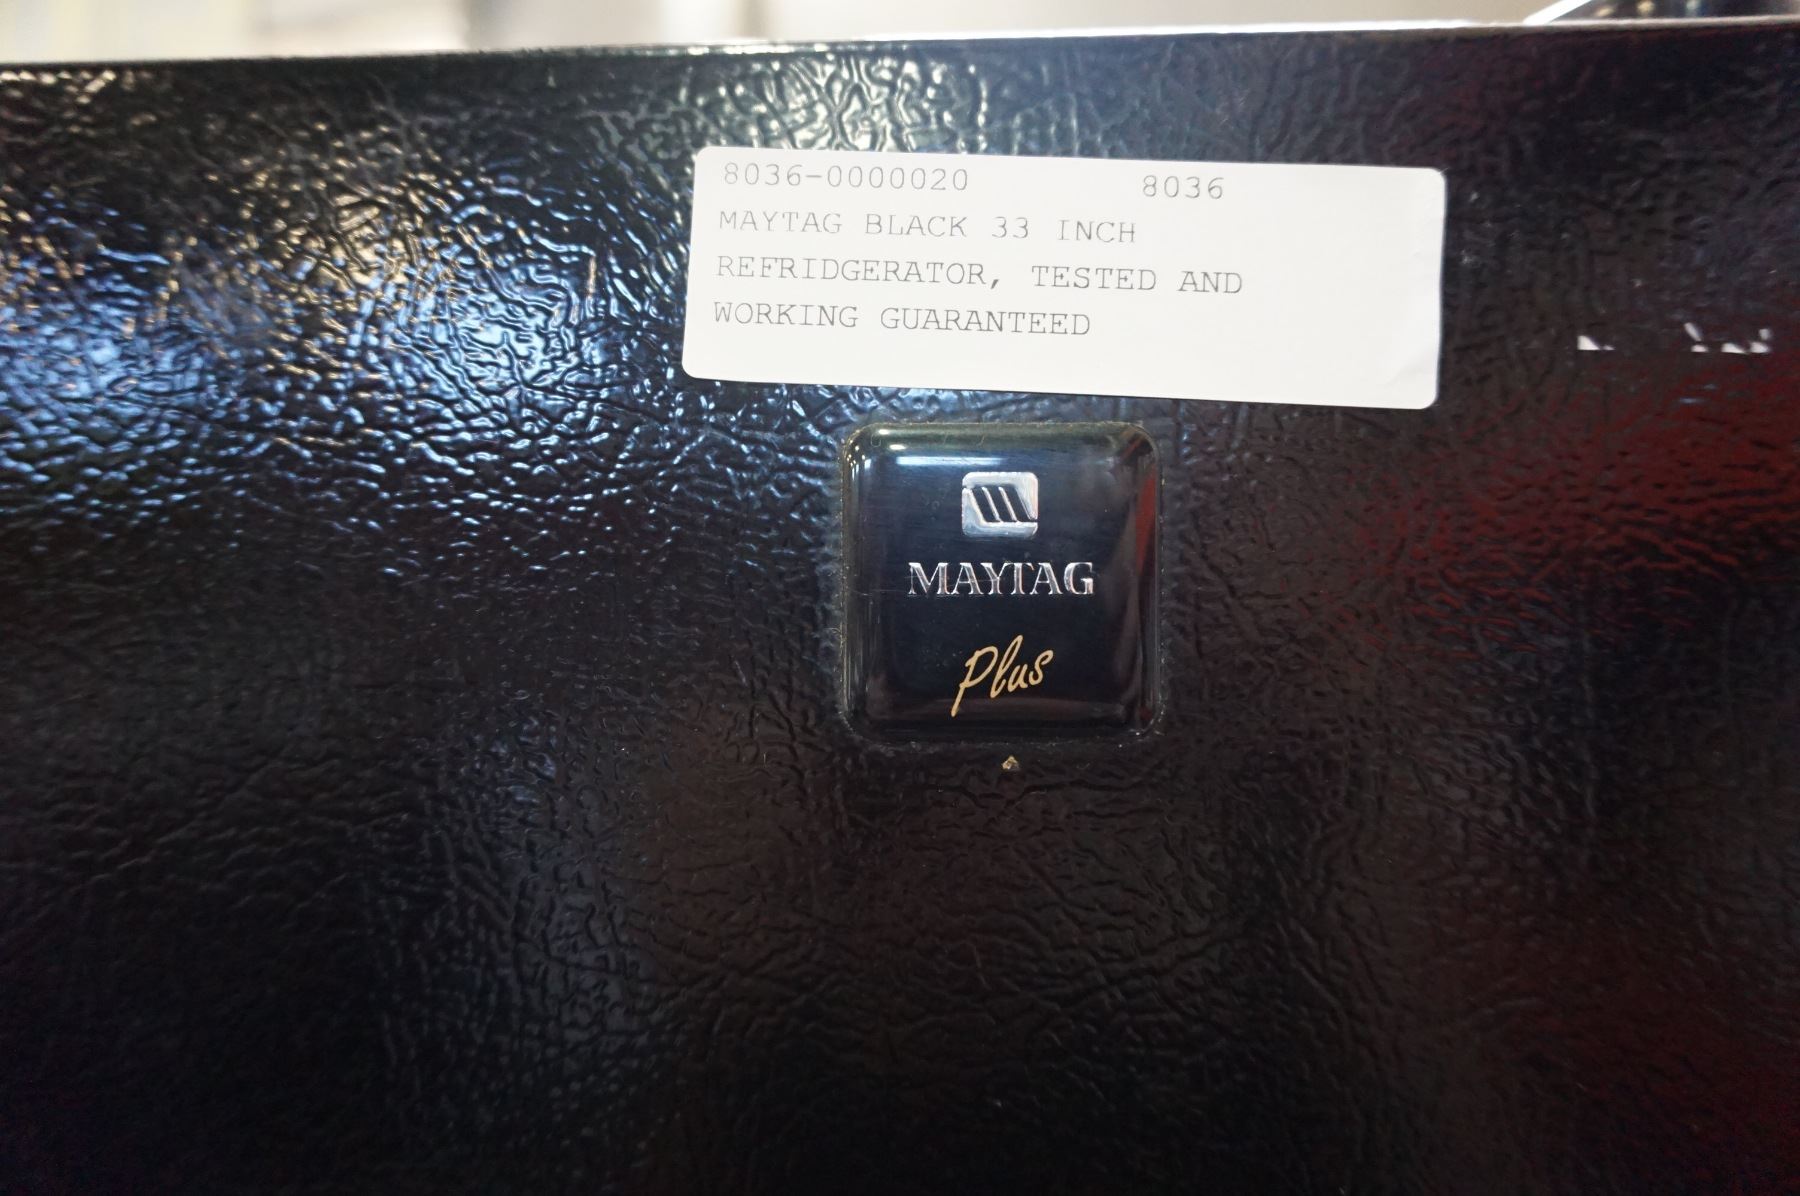 8036-0000020 8036
MAYTAG BLACK 33 INCH
REFRIDGERATOR, TESTED AND
WORKING GUARANTEED
MAYTAG
Plus